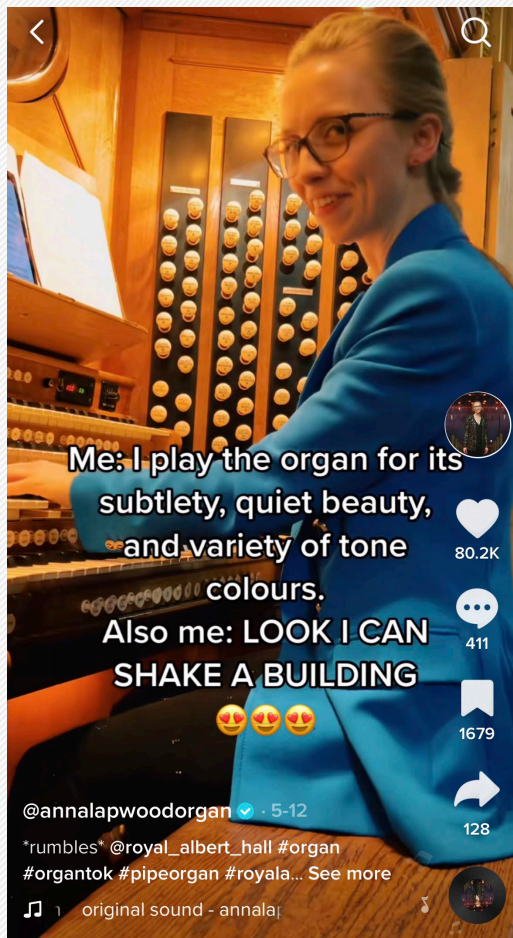 Me: I play the organ for its
subtlety, quiet beauty,
and variety of tone
colours.
Also me: LOOK I CAN
SHAKE A BUILDING
😍😍😍
80.2K
411
1679
128
@annalapwoodorgan · 5-12
*rumbles* @royal_albert_hall #organ
#organtok #pipeorgan #royala... See more
original sound - annala